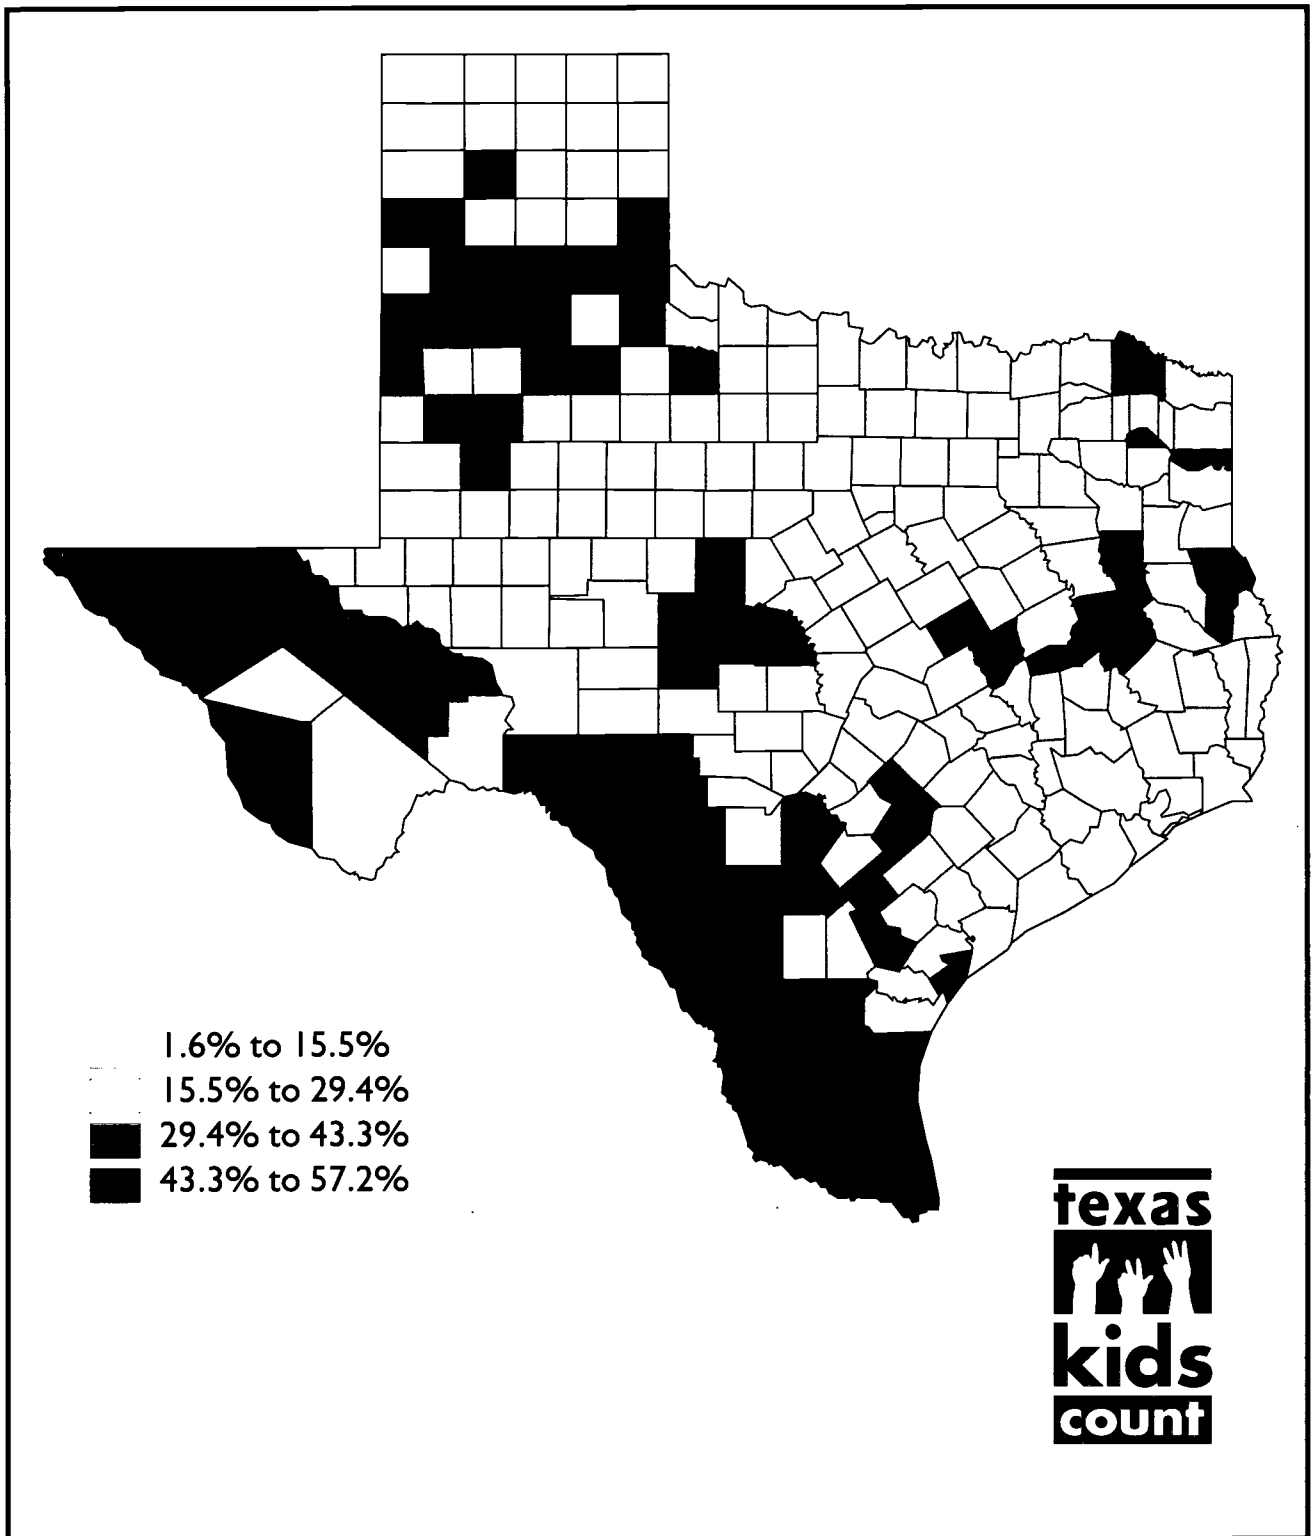 1.6% to 15.5%
15.5% to 29.4%
29.4% to 43.3%
43.3% to 57.2%
texas
kids
count